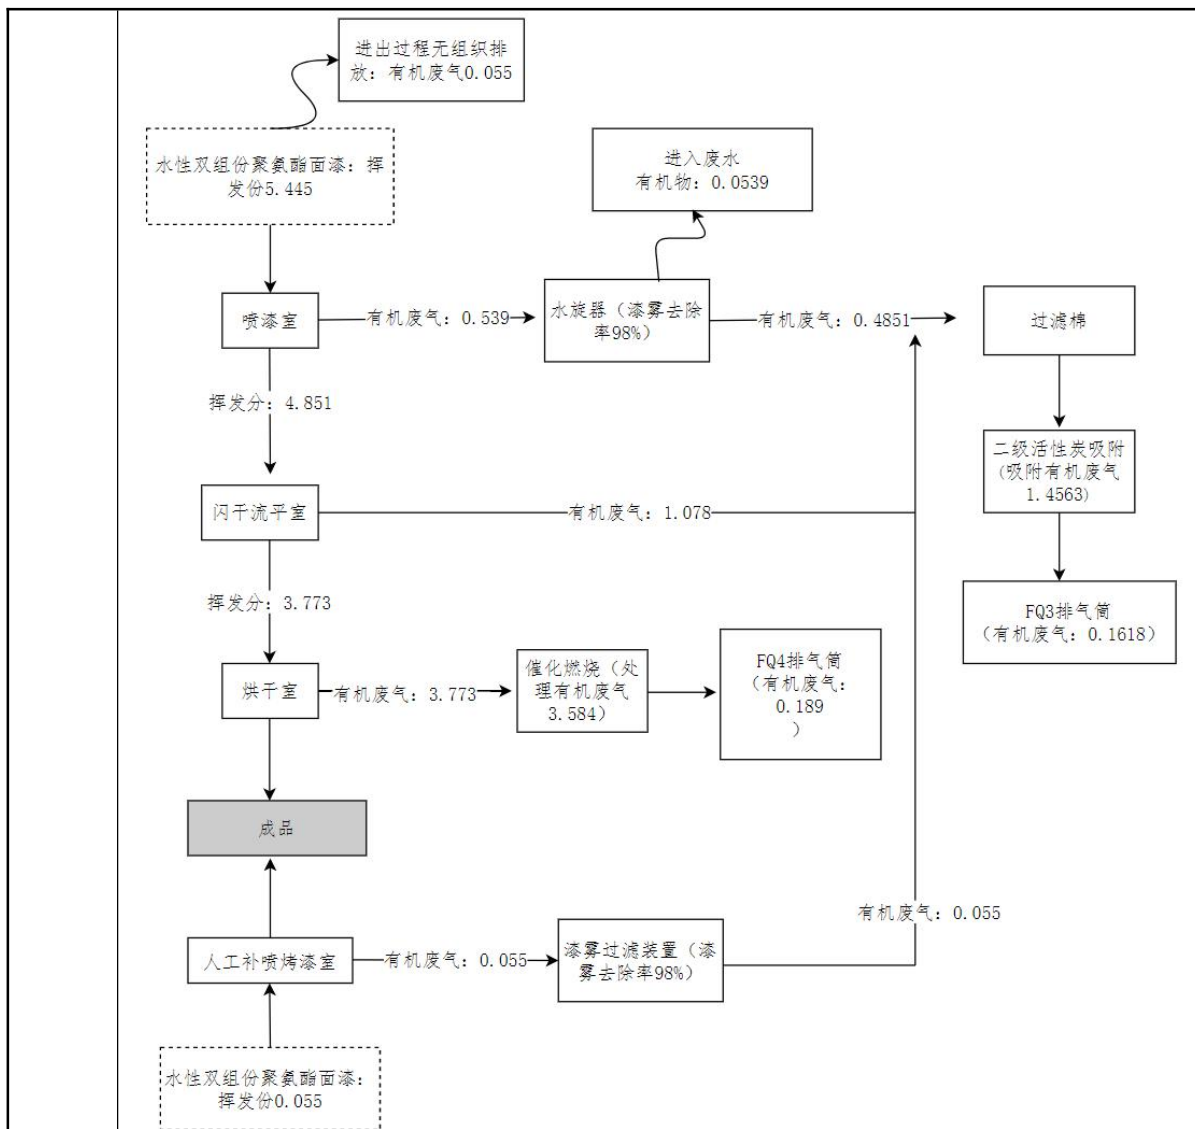 进出过程无组织排
放：有机废气0.055
水性双组份聚氨酯面漆：挥
发份5.445
进入废水
有机物：0.0539
喷漆室
有机废气：0.539
水旋器（漆雾去除
率98%）
有机废气：0.4851
过滤棉
挥发分：4.851
二级活性炭吸附
(吸附有机废气
1.4563)
闪干流平室
有机废气：1.078
挥发分：3.773
FQ3排气筒
（有机废气：0.1618）
烘干室
有机废气：3.773
催化燃烧（处
理有机废气
3.584）
FQ4排气筒
（有机废气：
0.189
）
成品
有机废气：0.055
人工补喷烤漆室
有机废气：0.055
漆雾过滤装置（漆
雾去除率98%）
水性双组份聚氨酯面漆：
挥发份0.055